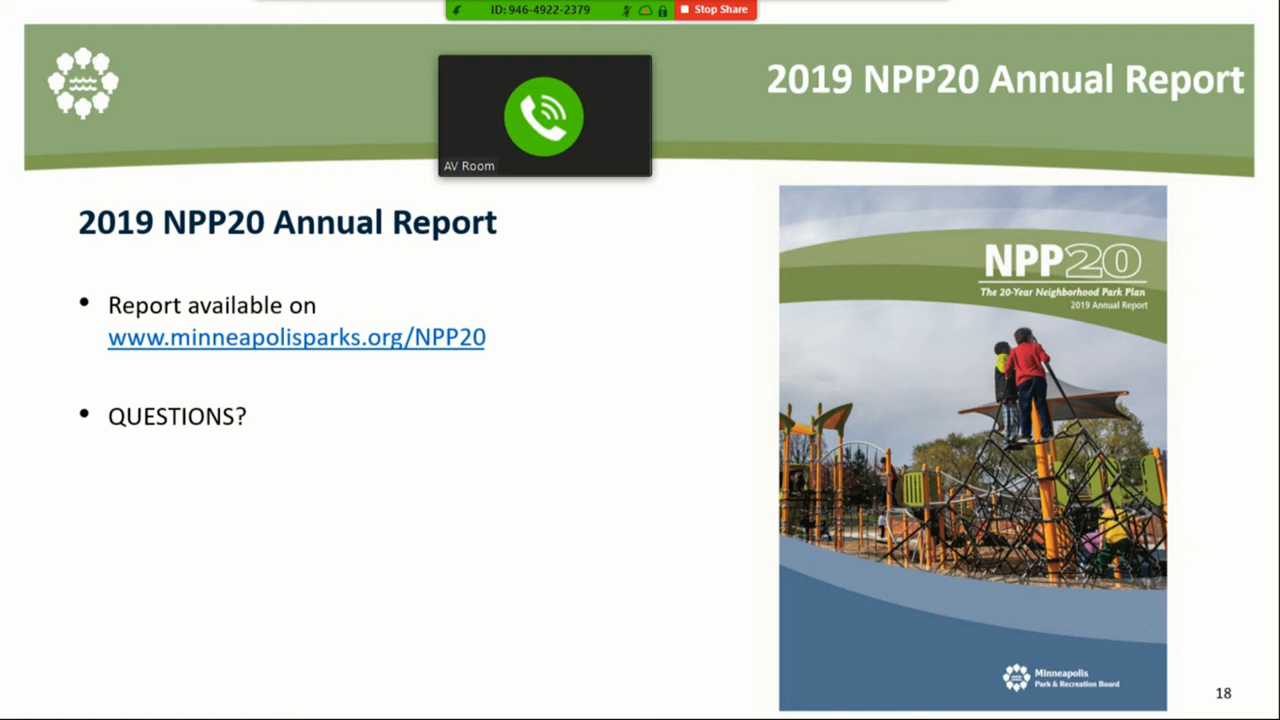 ID: 946-4922-2379
Stop Share
2019 NPP20 Annual Report
AV Room
2019 NPP20 Annual Report
• Report available on
www.minneapolisparks.org/NPP20
• QUESTIONS?
NPP20
The 20-Year Neighborhood Park Plan
2019 Annual Report
Minneapolis
Park & Recreation Board
18